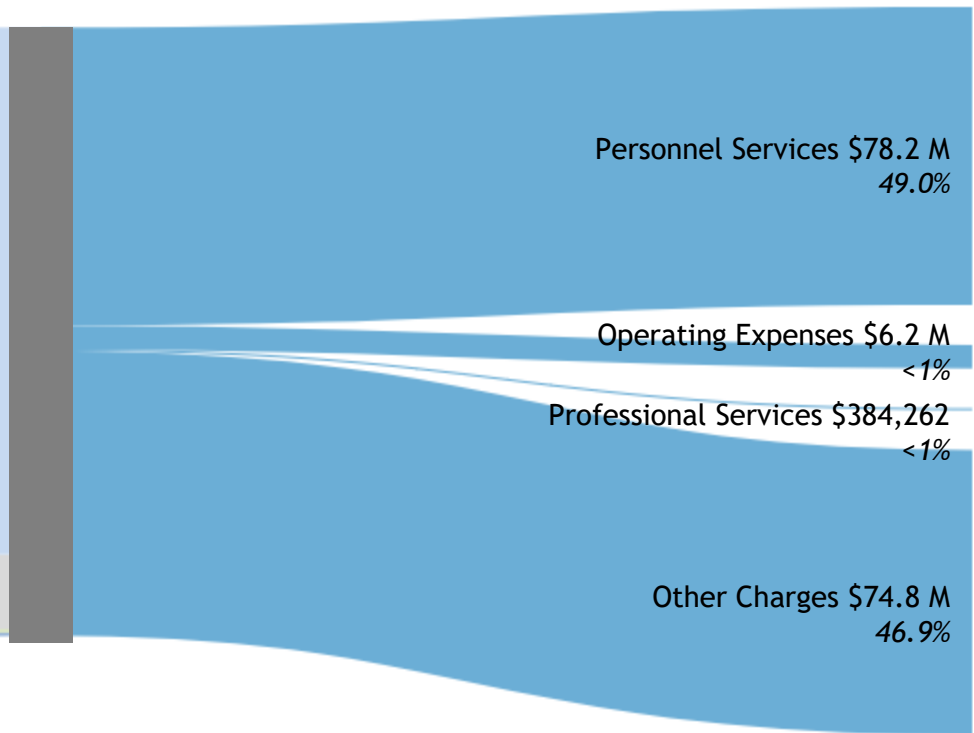 Personnel Services $78.2 M
49.0%
Operating Expenses $6.2 M
<1%
Professional Services $384,262
<1%
Other Charges $74.8 M
46.9%